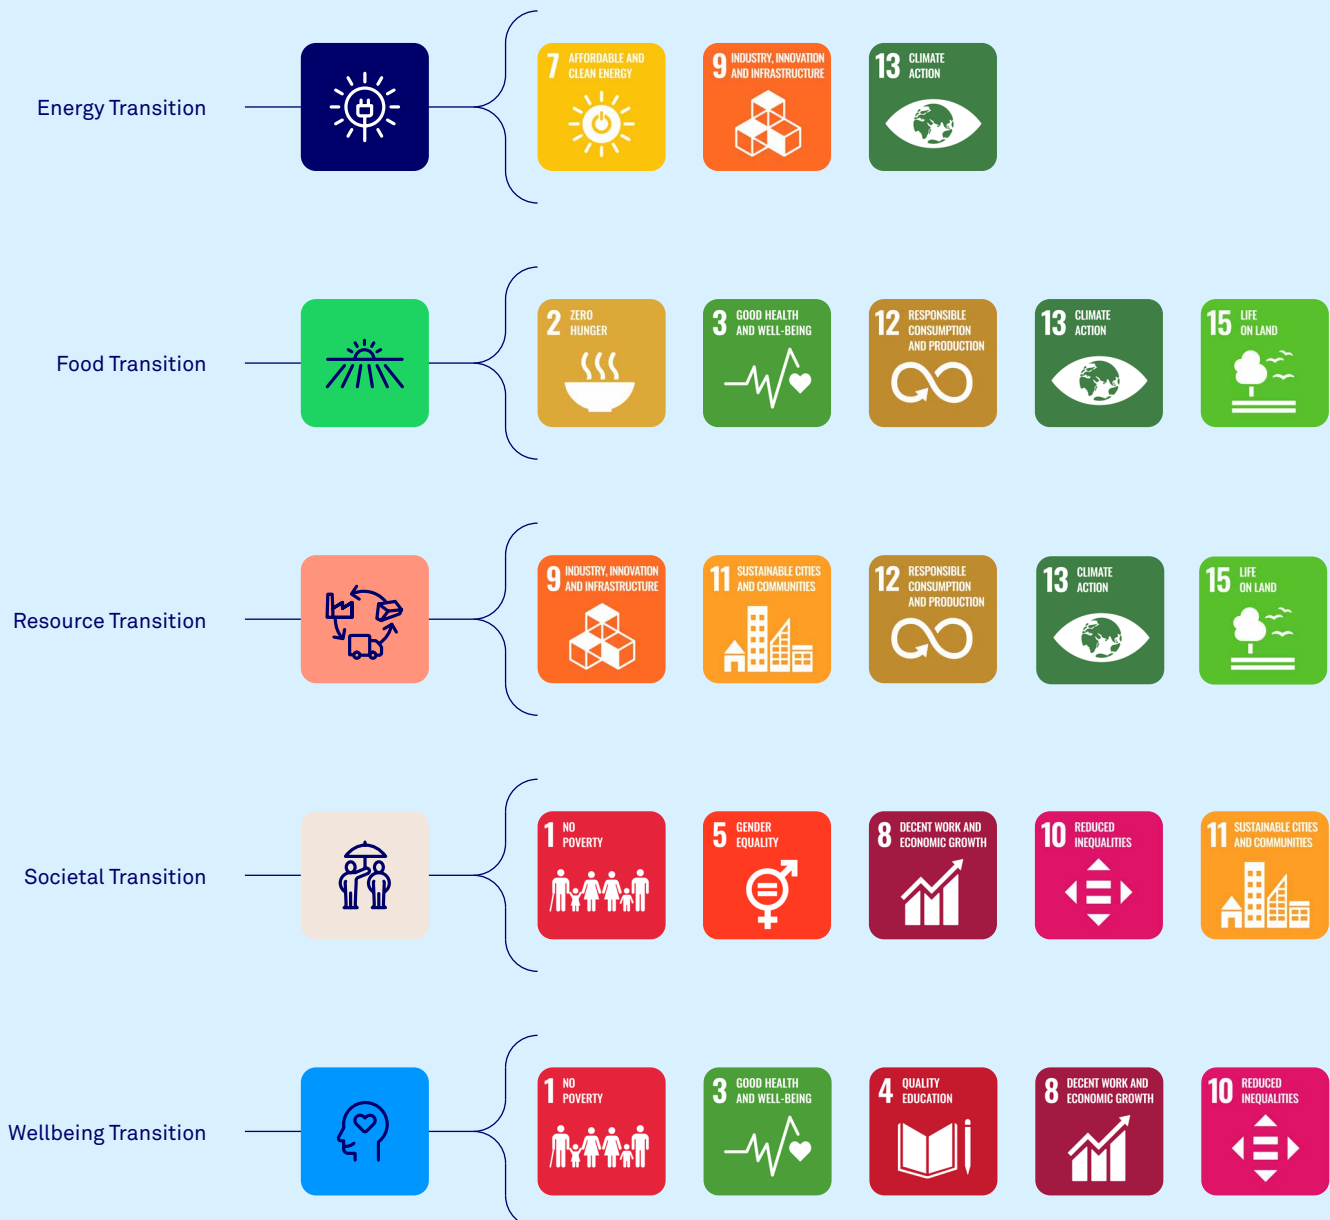 Energy Transition
7 AFFORDABLE AND
CLEAN ENERGY
9 INDUSTRY, INNOVATION
AND INFRASTRUCTURE
13 CLIMATE
ACTION
Food Transition
2 ZERO
HUNGER
3 GOOD HEALTH
AND WELL-BEING
12 RESPONSIBLE
CONSUMPTION
AND PRODUCTION
13 CLIMATE
ACTION
15 LIFE
ON LAND
Resource Transition
9 INDUSTRY, INNOVATION
AND INFRASTRUCTURE
11 SUSTAINABLE CITIES
AND COMMUNITIES
12 RESPONSIBLE
CONSUMPTION
AND PRODUCTION
13 CLIMATE
ACTION
15 LIFE
ON LAND
Societal Transition
1 NO
POVERTY
5 GENDER
EQUALITY
8 DECENT WORK AND
ECONOMIC GROWTH
10 REDUCED
INEQUALITIES
11 SUSTAINABLE CITIES
AND COMMUNITIES
Wellbeing Transition
1 NO
POVERTY
3 GOOD HEALTH
AND WELL-BEING
4 QUALITY
EDUCATION
8 DECENT WORK AND
ECONOMIC GROWTH
10 REDUCED
INEQUALITIES